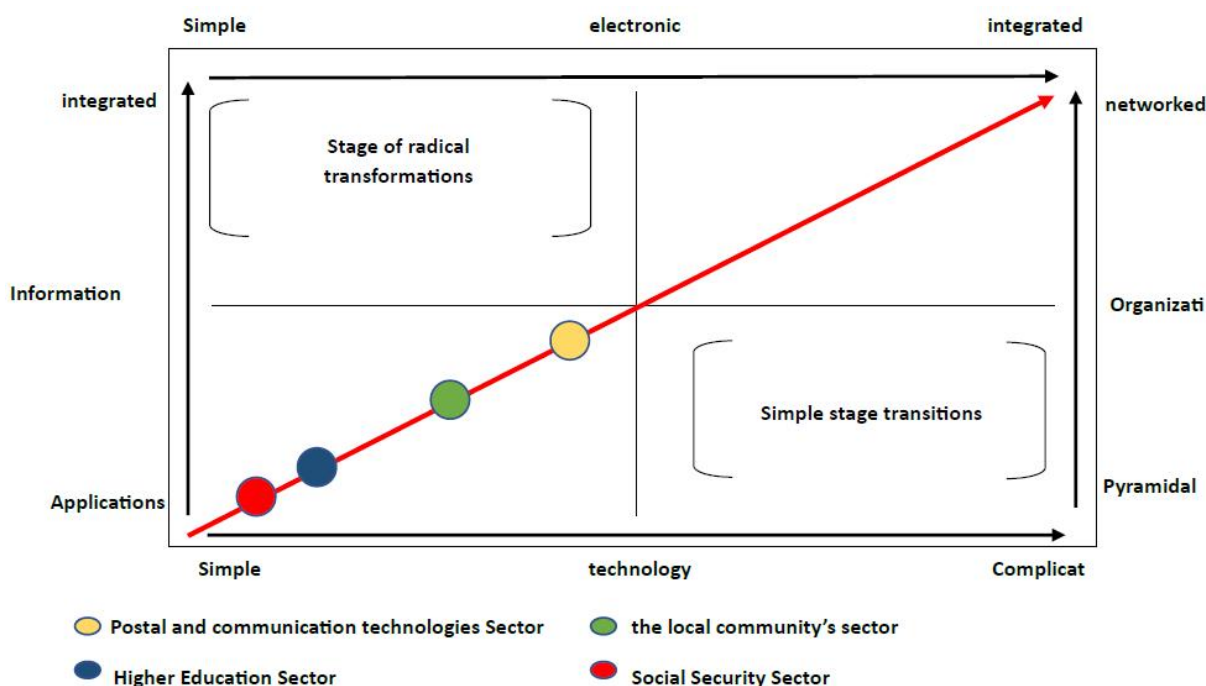 Simple electronic integrated
integrated
networked
Stage of radical
transformations
Information
Organizati
Simple stage transitions
Applications
Pyramidal
Simple technology Complicat
Postal and communication technologies Sector
the local community's sector
Higher Education Sector
Social Security Sector